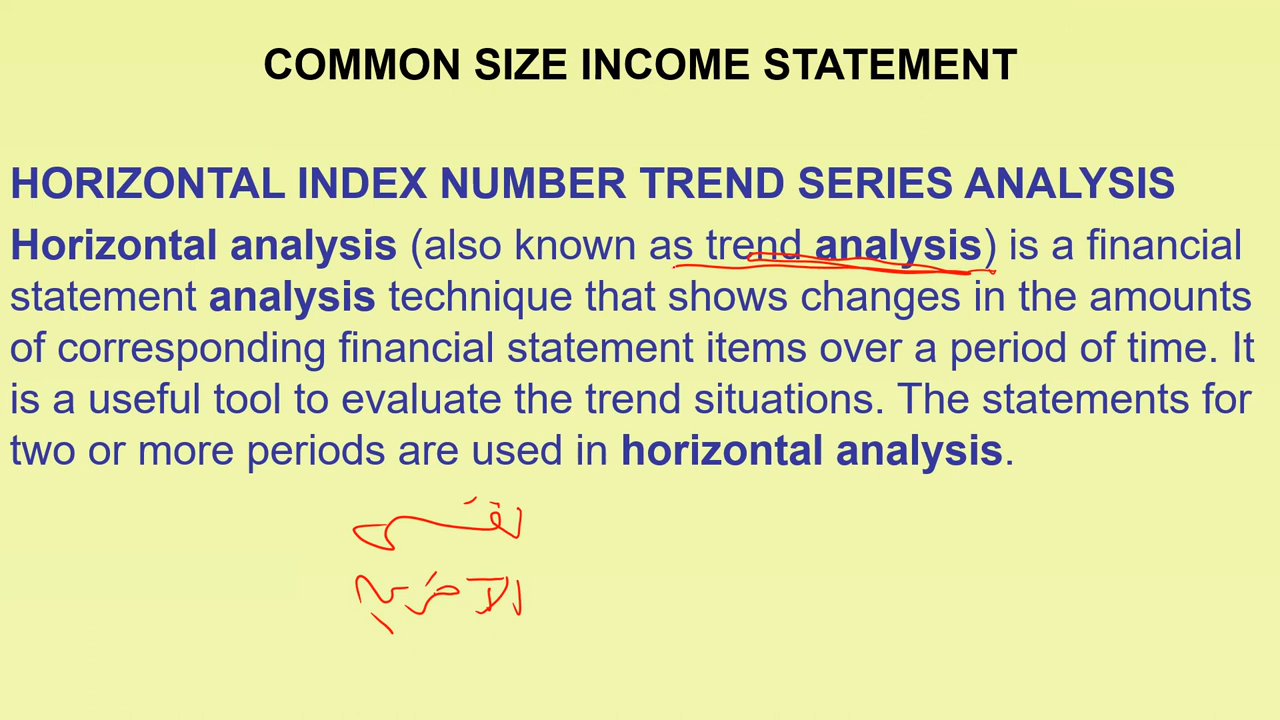 COMMON SIZE INCOME STATEMENT
HORIZONTAL INDEX NUMBER TREND SERIES ANALYSIS
Horizontal analysis (also known as trend analysis) is a financial
statement analysis technique that shows changes in the amounts
of corresponding financial statement items over a period of time. It
is a useful tool to evaluate the trend situations. The statements for
two or more periods are used in horizontal analysis.